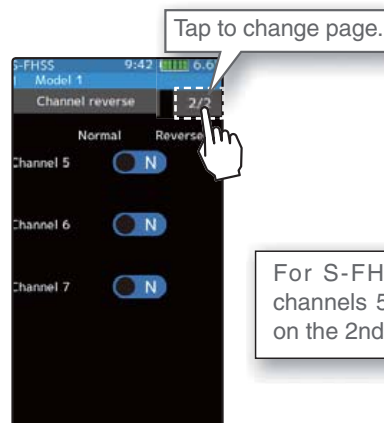 Tap to change page.
S-FHSS 9:42 6.6
Model 1
Channel reverse 2/2
Normal Reverse
Channel 5 N
Channel 6 N
Channel 7 N
For S-FH
channels 5
on the 2nd